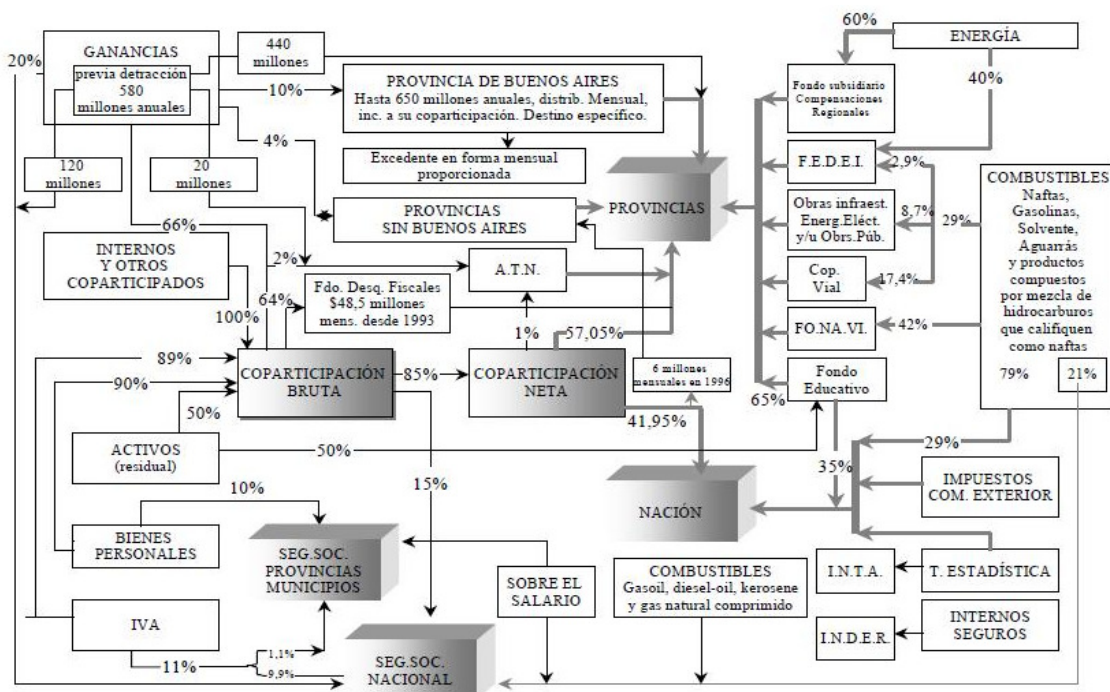 20%
GANANCIAS
previa detracción
580
millones anuales
440
millones
10%
4%
120
millones
20
millones
66%
PROVINCIA DE BUENOS AIRES
Hasta 650 millones anuales, distrib. Mensual,
inc. a su coparticipación. Destino específico.
Excedente en forma mensual
proporcionada
PROVINCIAS
SIN BUENOS AIRES
PROVINCIAS
INTERNOS
Y OTROS
COPARTICIPADOS
2%
A.T.N.
64%
Fdo. Desq. Fiscales
$48,5 millones
mens. desde 1993
100%
1%
57,05%
89%
90%
50%
COPARTICIPACIÓN
BRUTA
85%
COPARTICIPACIÓN
NETA
6 millones
mensuales en 1996
41,95%
ACTIVOS
(residual)
50%
15%
10%
BIENES
PERSONALES
SEG.SOC.
PROVINCIAS
MUNICIPIOS
NACIÓN
SOBRE EL
SALARIO
COMBUSTIBLES
Gasoil, diesel-oil, kerosene
y gas natural comprimido
IVA
11%
1,1%
9,9%
SEG.SOC.
NACIONAL
60%
ENERGÍA
40%
Fondo subsidiario
Compensaciones
Regionales
F.E.D.E.I.
2,9%
Obras infraest.
Energ.Eléct.
y/u Obrs.Púb.
8,7%
29%
Cop.
Vial
17,4%
FO.NA.VI.
42%
Fondo
Educativo
65%
35%
COMBUSTIBLES
Naftas,
Gasolinas,
Solvente,
Aguarrás
y productos
compuestos
por mezcla de
hidrocarburos
que califiquen
como naftas
79%
21%
29%
IMPUESTOS
COM. EXTERIOR
I.N.T.A.
T. ESTADÍSTICA
I.N.D.E.R.
INTERNOS
SEGUROS